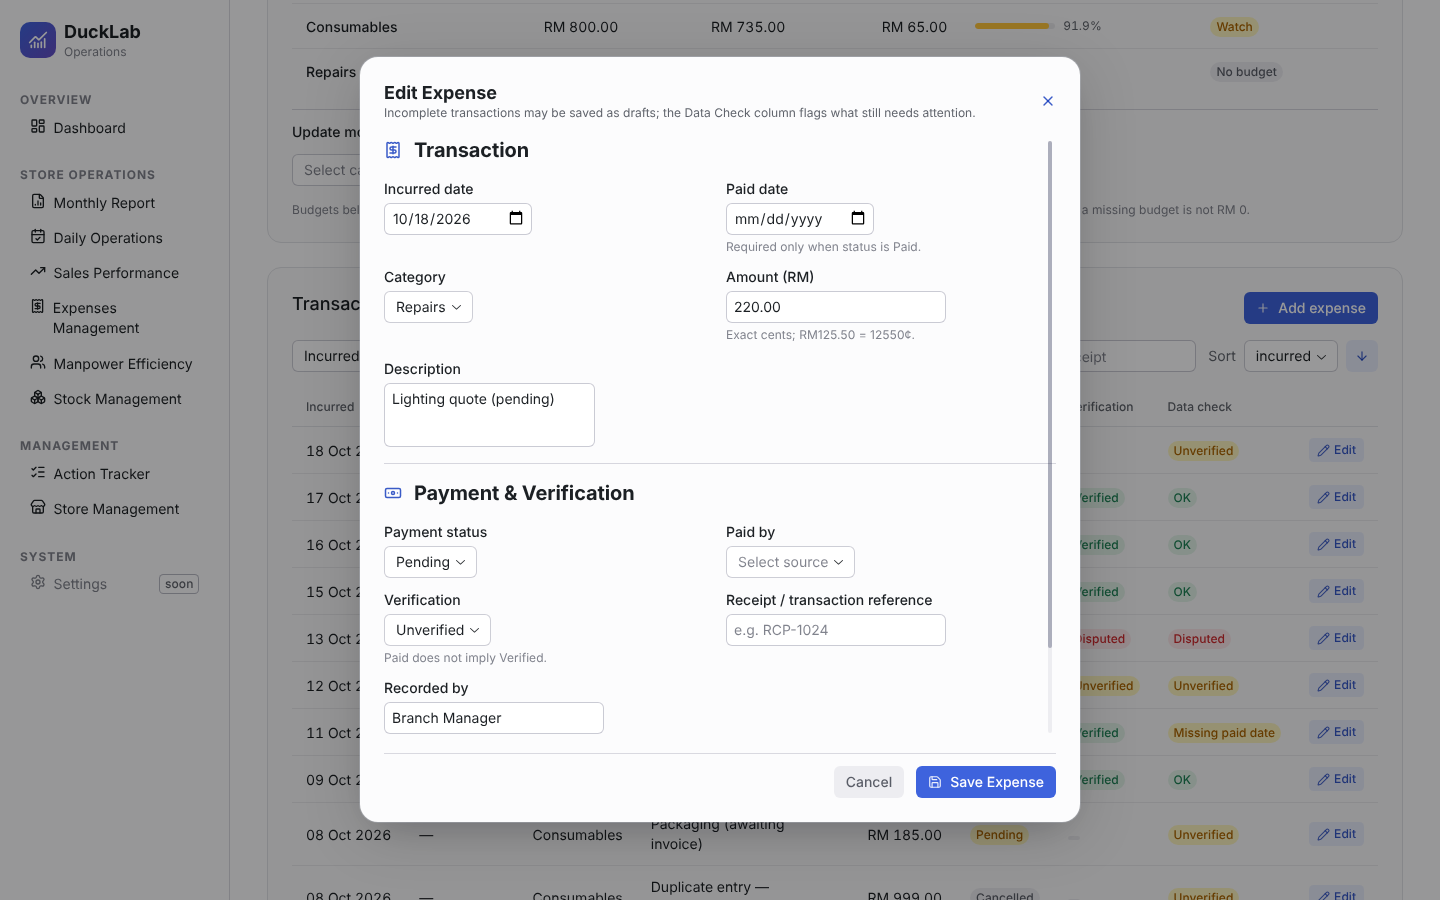 DuckLab
Operations
OVERVIEW
Dashboard
STORE OPERATIONS
Monthly Report
Daily Operations
Sales Performance
Expenses
Management
Manpower Efficiency
Stock Management
MANAGEMENT
Action Tracker
Store Management
SYSTEM
Settings soon
Consumables RM 800.00 RM 735.00 RM 65.00 91.9% Watch
Repairs No budget
Update mo
Select ca
Budgets bel a missing budget is not RM 0.
Transac
+ Add expense
Incurred eipt Sort incurred
Incurred erification Data check
18 Oct 2 Unverified Edit
17 Oct 2 erified OK Edit
16 Oct 2 erified OK Edit
15 Oct 2 erified OK Edit
13 Oct 2 isputed Disputed Edit
12 Oct 2 nverified Unverified Edit
11 Oct 2 erified Missing paid date Edit
09 Oct 2 erified OK Edit
08 Oct 2026 — Consumables Packaging (awaiting
invoice) RM 185.00 Pending — Unverified Edit
08 Oct 2026 — Consumables Duplicate entry — RM 999.00 Cancelled Unverified Edit
Edit Expense
Incomplete transactions may be saved as drafts; the Data Check column flags what still needs attention.
Transaction
Incurred date Paid date
10/18/2026 mm/dd/yyyy
Required only when status is Paid.
Category Amount (RM)
Repairs 220.00
Exact cents; RM125.50 = 12550¢.
Description
Lighting quote (pending)
Payment & Verification
Payment status Paid by
Pending Select source
Verification Receipt / transaction reference
Unverified e.g. RCP-1024
Paid does not imply Verified.
Recorded by
Branch Manager
Cancel Save Expense